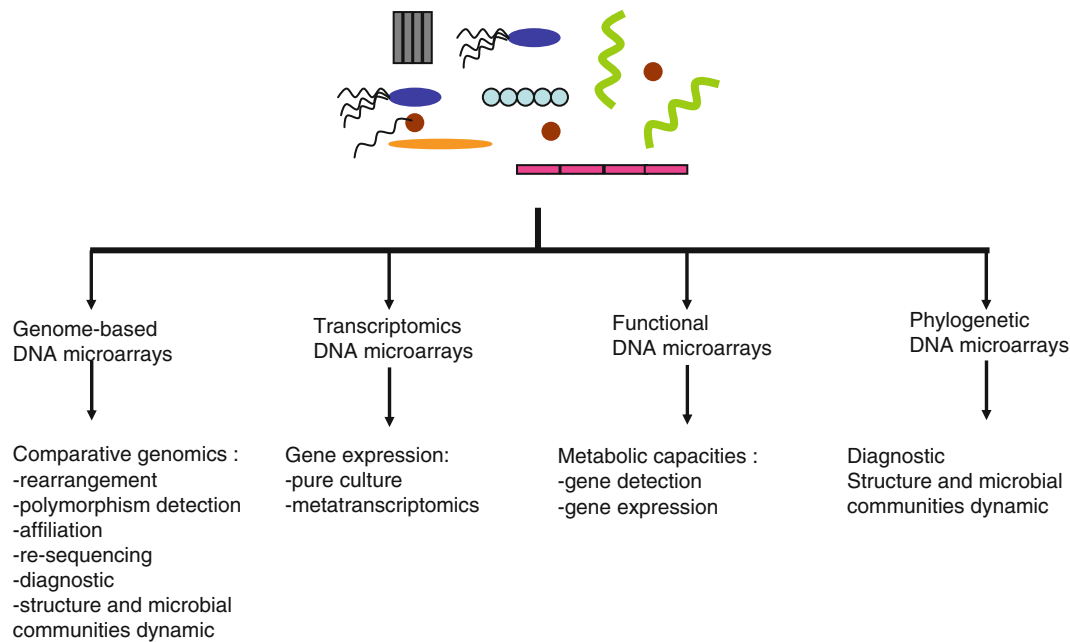 Genome-based
DNA microarrays
Transcriptomics
DNA microarrays
Functional
DNA microarrays
Phylogenetic
DNA microarrays
Comparative genomics :
-rearrangement
-polymorphism detection
-affiliation
-re-sequencing
-diagnostic
-structure and microbial
communities dynamic
Gene expression:
-pure culture
-metatranscriptomics
Metabolic capacities :
-gene detection
-gene expression
Diagnostic
Structure and microbial
communities dynamic